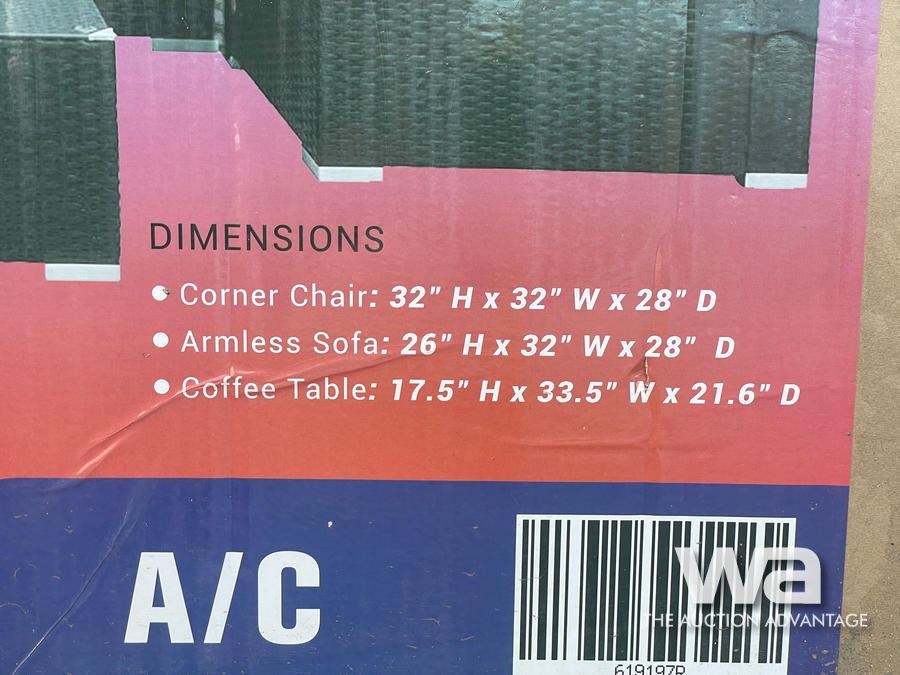 DIMENSIONS
• Corner Chair: 32" H x 32" W x 28" D
• Armless Sofa: 26" H x 32" W x 28" D
• Coffee Table: 17.5" H x 33.5" W x 21.6" D
A/C
wa
THE AUCTION ADVANTAGE